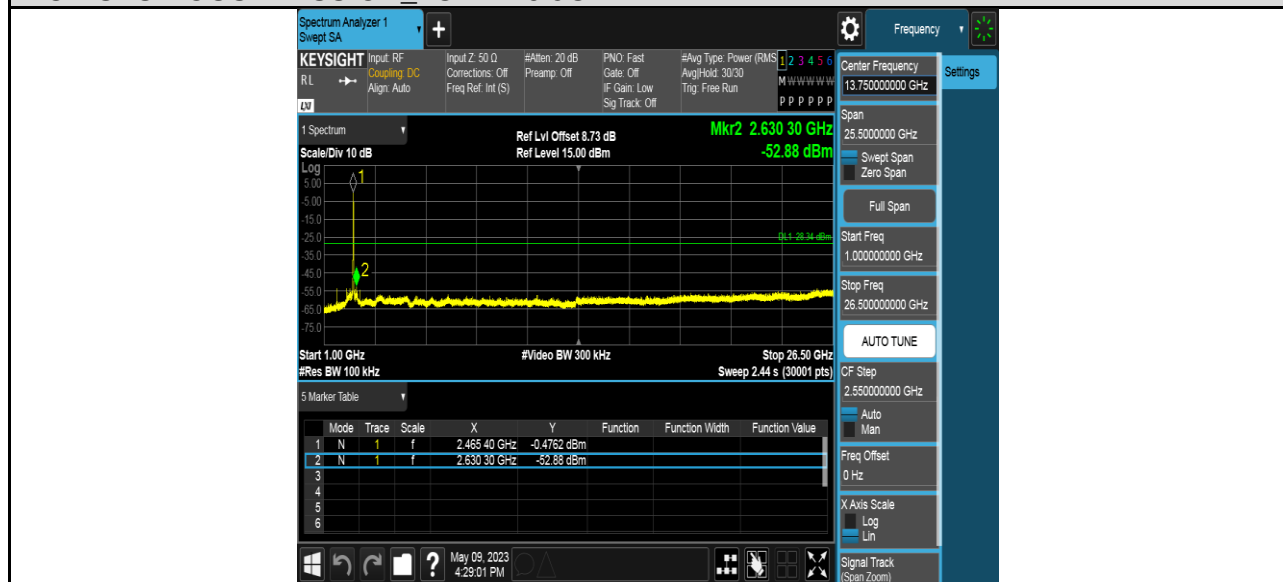 Spectrum Analyzer 1
Swept SA
+
Frequency
KEYSIGHT
RL
LXI
Input: RF
Coupling: DC
Align: Auto
Input Z: 50 Ω
Corrections: Off
Freq Ref: Int (S)
#Atten: 20 dB
Preamp: Off
PNO: Fast
Gate: Off
IF Gain: Low
Sig Track: Off
#Avg Type: Power (RMS
Avg|Hold: 30/30
Trig: Free Run
1 2 3 4 5 6
M W W W W W
P P P P P P
Center Frequency
13.750000000 GHz
Settings
Span
25.5000000 GHz
Swept Span
Zero Span
Full Span
Start Freq
1.000000000 GHz
Stop Freq
26.500000000 GHz
AUTO TUNE
CF Step
2.550000000 GHz
Auto
Man
Freq Offset
0 Hz
X Axis Scale
Log
Lin
Signal Track
(Span Zoom)
1 Spectrum
Scale/Div 10 dB
Ref Lvl Offset 8.73 dB
Ref Level 15.00 dBm
Mkr2 2.630 30 GHz
-52.88 dBm
Log
5.00
-5.00
-15.0
-25.0
-35.0
-45.0
-55.0
-65.0
-75.0
1
2
DL1 -28.34 dBm
Start 1.00 GHz
#Res BW 100 kHz
#Video BW 300 kHz
Stop 26.50 GHz
Sweep 2.44 s (30001 pts)
5 Marker Table
Mode Trace Scale X Y Function Function Width Function Value
1 N 1 f 2.465 40 GHz -0.4762 dBm
2 N 1 f 2.630 30 GHz -52.88 dBm
3
4
5
6
?
May 09, 2023
4:29:01 PM